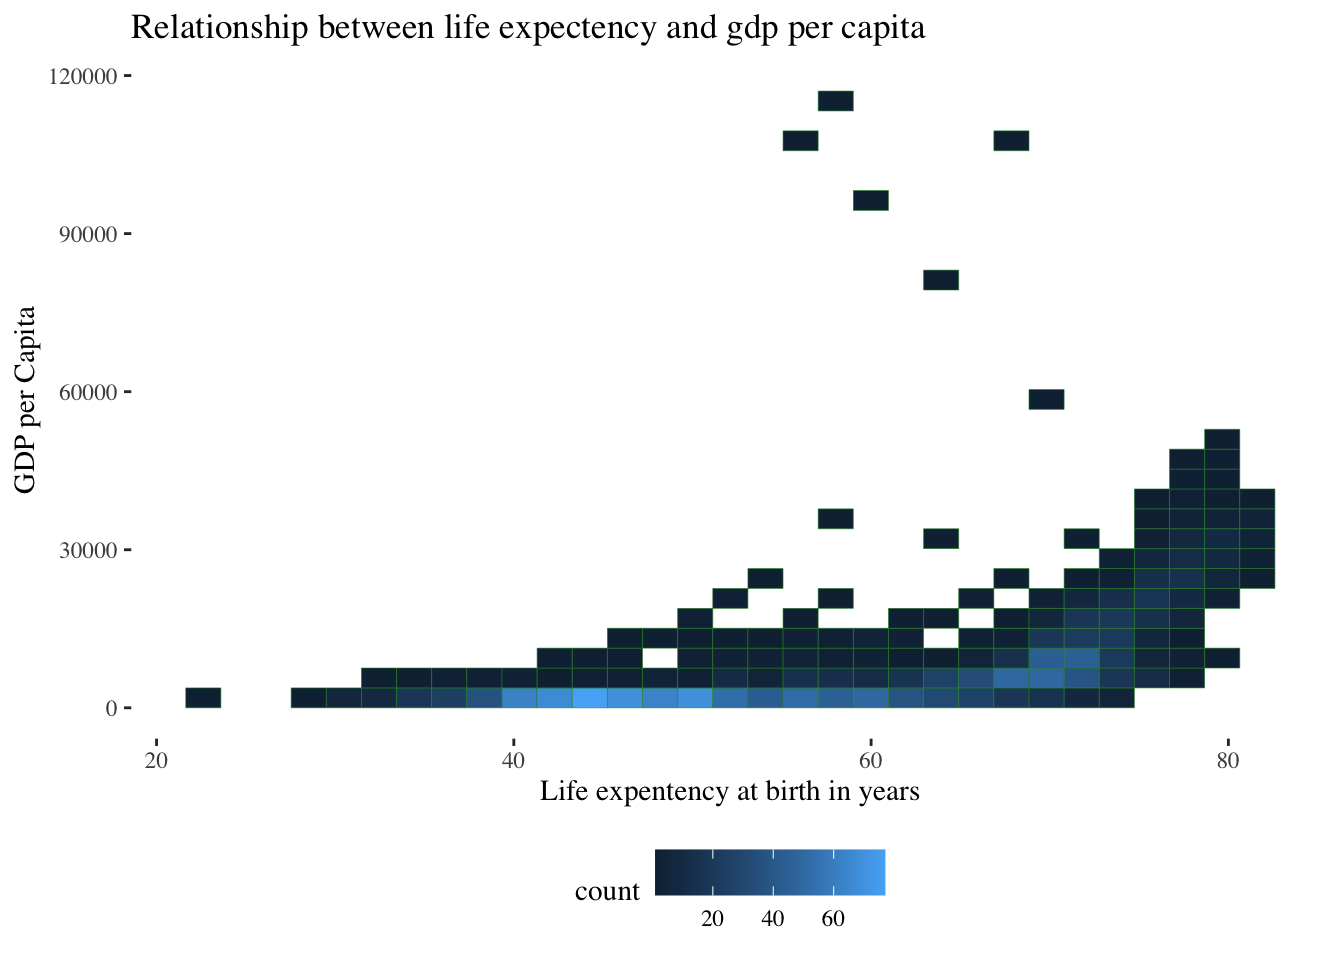 Relationship between life expectency and gdp per capita
120000
90000
60000
30000
0
GDP per Capita
20 40 60 80
Life expentency at birth in years
count
20 40 60